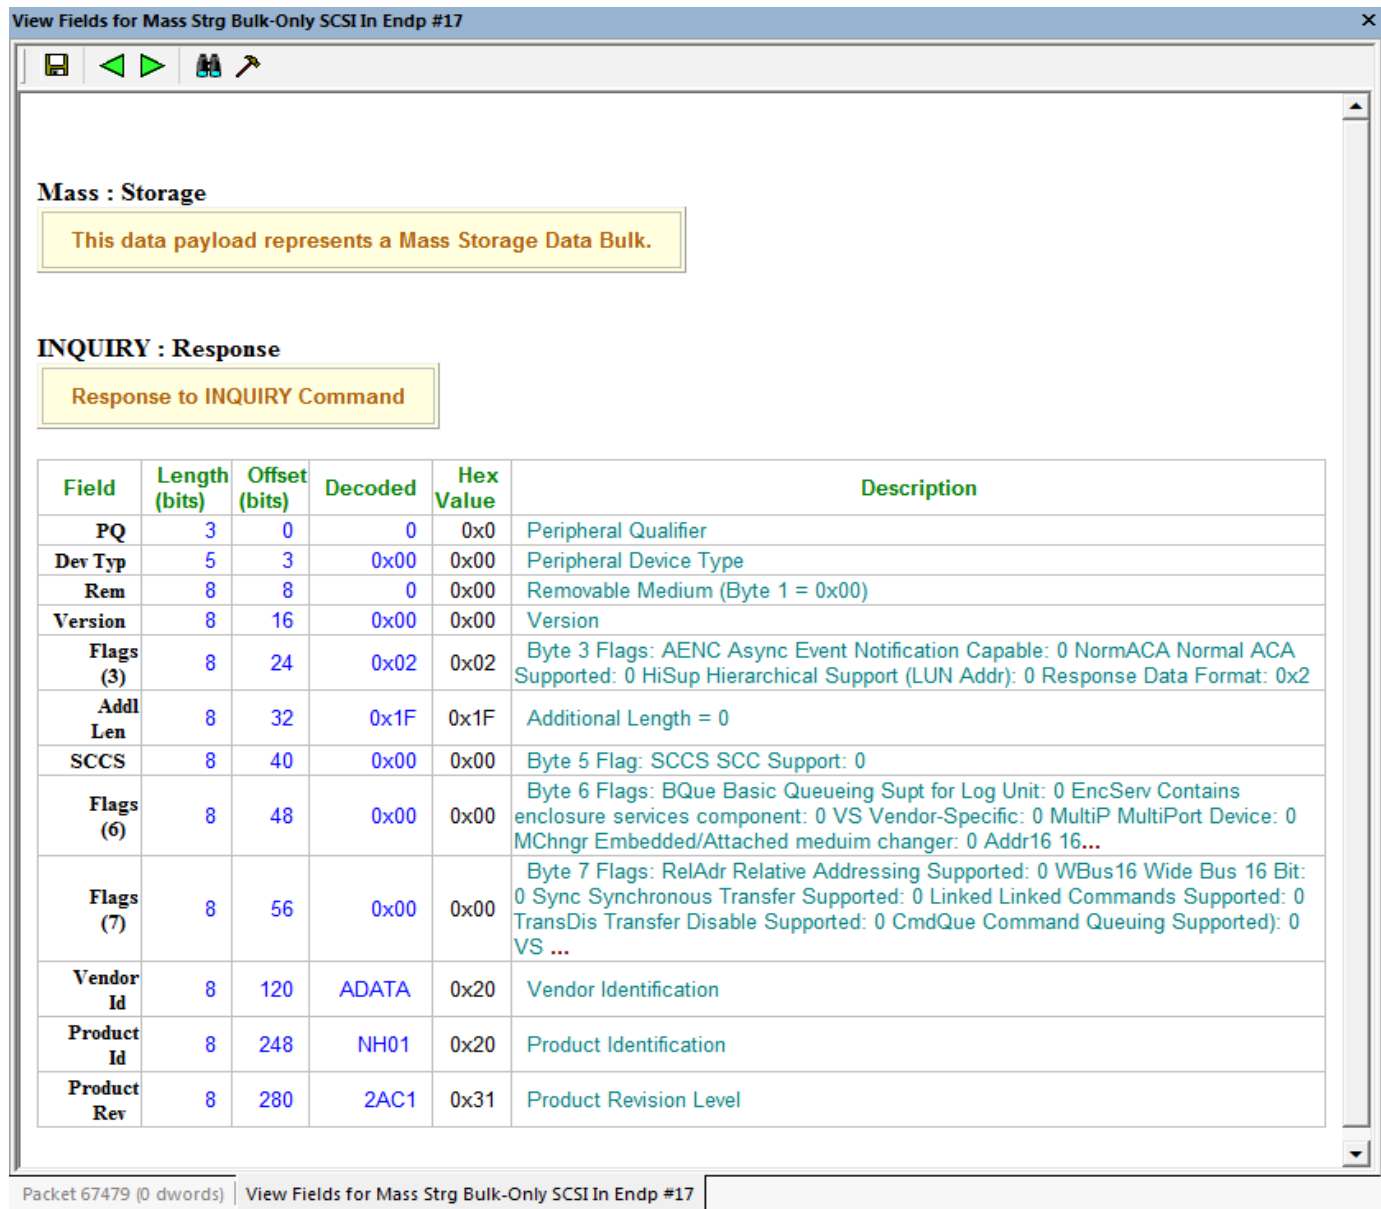 View Fields for Mass Strg Bulk-Only SCSI In Endp #17
Mass : Storage
This data payload represents a Mass Storage Data Bulk.
INQUIRY : Response
Response to INQUIRY Command
Field Length (bits) Offset (bits) Decoded Hex Value Description
PQ 3 0 0 0x0 Peripheral Qualifier
Dev Typ 5 3 0x00 0x00 Peripheral Device Type
Rem 8 8 0 0x00 Removable Medium (Byte 1 = 0x00)
Version 8 16 0x00 0x00 Version
Flags (3) 8 24 0x02 0x02 Byte 3 Flags: AENC Async Event Notification Capable: 0 NormACA Normal ACA
Supported: 0 HiSup Hierarchical Support (LUN Addr): 0 Response Data Format: 0x2
Addl Len 8 32 0x1F 0x1F Additional Length = 0
SCCS 8 40 0x00 0x00 Byte 5 Flag: SCCS SCC Support: 0
Flags (6) 8 48 0x00 0x00 Byte 6 Flags: BQue Basic Queueing Supt for Log Unit: 0 EncServ Contains
enclosure services component: 0 VS Vendor-Specific: 0 MultiP MultiPort Device: 0
MChngr Embedded/Attached meduim changer: 0 Addr16 16...
Flags (7) 8 56 0x00 0x00 Byte 7 Flags: RelAdr Relative Addressing Supported: 0 WBus16 Wide Bus 16 Bit:
0 Sync Synchronous Transfer Supported: 0 Linked Linked Commands Supported: 0
TransDis Transfer Disable Supported: 0 CmdQue Command Queuing Supported): 0
VS ...
Vendor Id 8 120 ADATA 0x20 Vendor Identification
Product Id 8 248 NH01 0x20 Product Identification
Product Rev 8 280 2AC1 0x31 Product Revision Level
Packet 67479 (0 dwords) View Fields for Mass Strg Bulk-Only SCSI In Endp #17